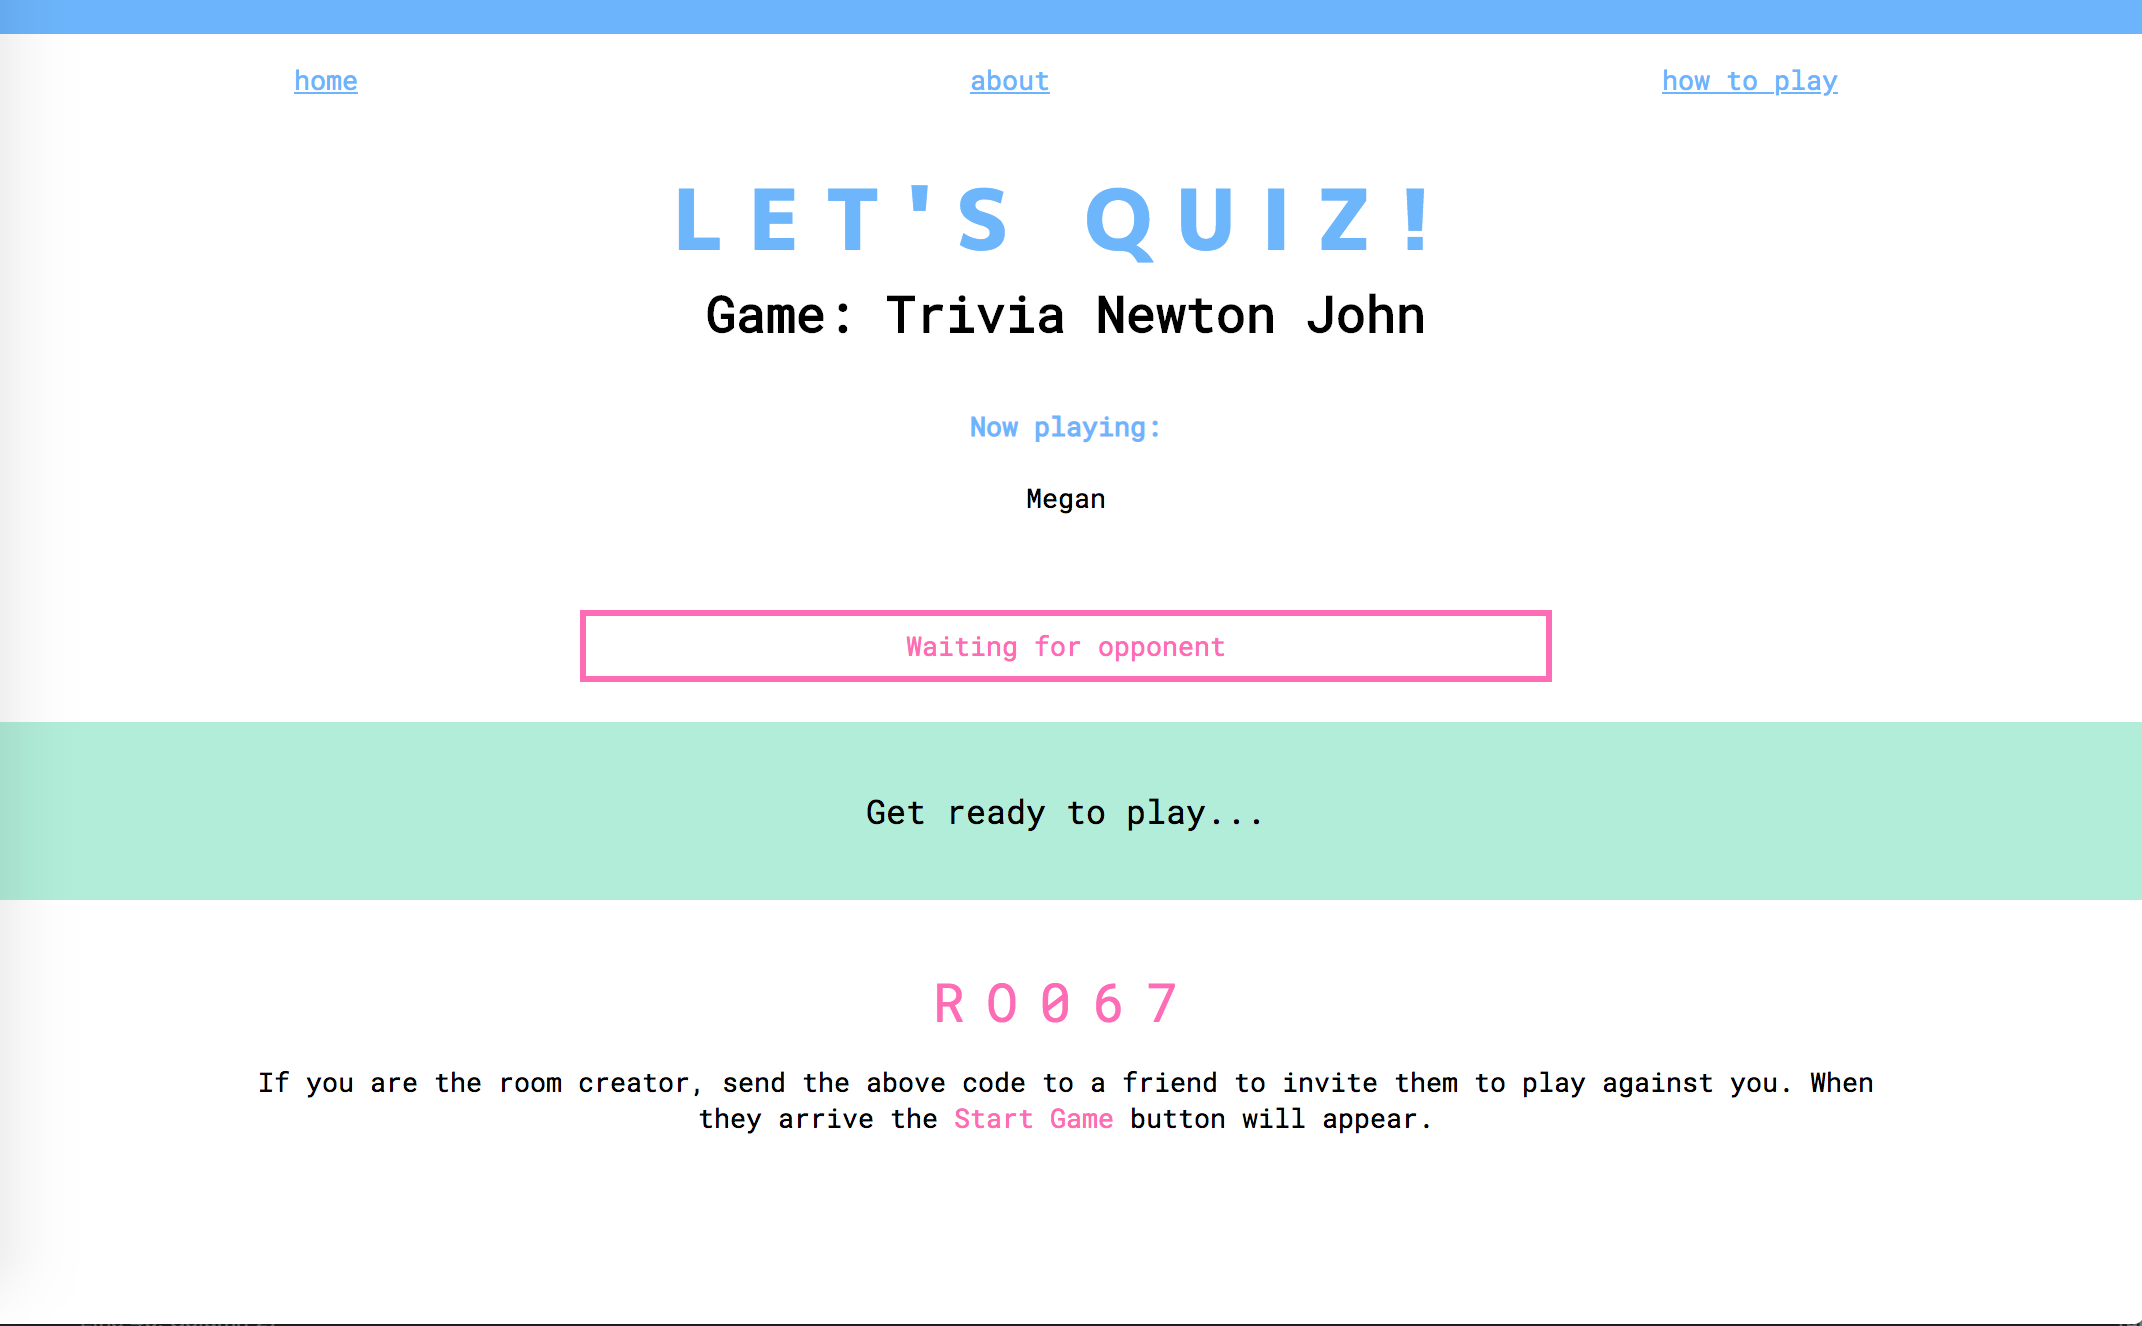 home about how to play
LET'S QUIZ!
Game: Trivia Newton John
Now playing:
Megan
Waiting for opponent
Get ready to play...
RO067
If you are the room creator, send the above code to a friend to invite them to play against you. When
they arrive the Start Game button will appear.